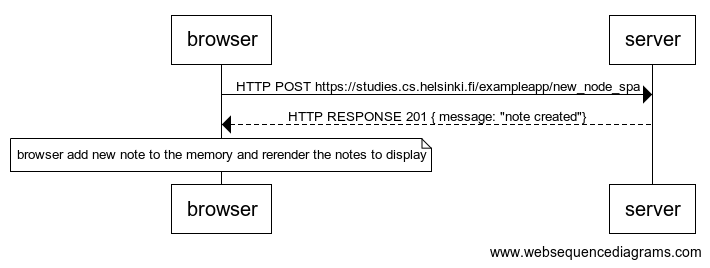 browser
server
HTTP POST https://studies.cs.helsinki.fi/exampleapp/new_node_spa
HTTP RESPONSE 201 { message: "note created"}
browser add new note to the memory and rerender the notes to display
browser
server
www.websequencediagrams.com